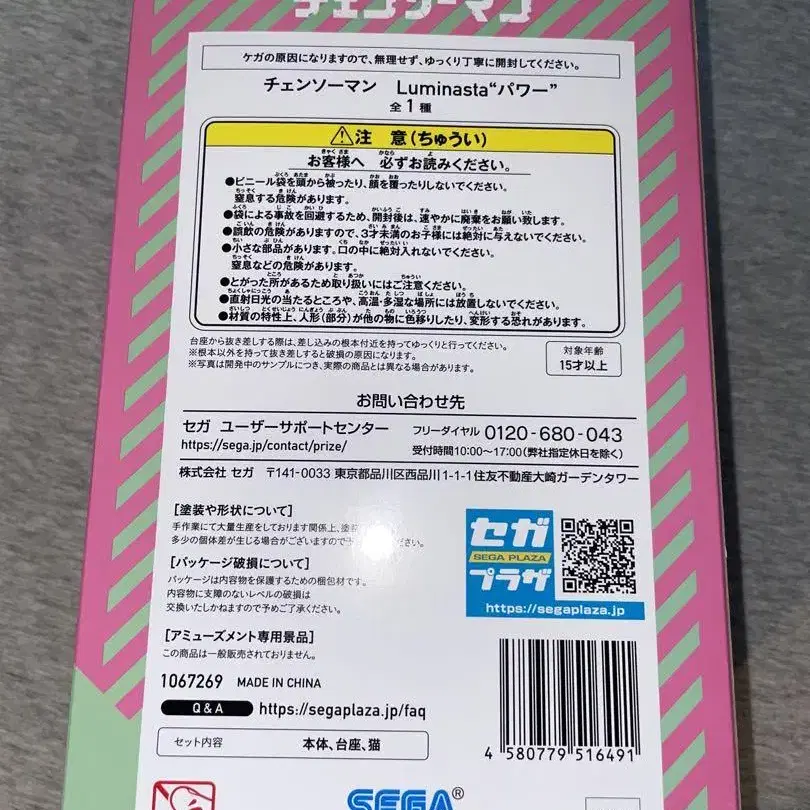 チェンソーマン
ケガの原因になりますので、無理せず、ゆっくり丁寧に開封してください。
チェンソーマン Luminasta“パワー”
全1種
⚠注 意(ちゅうい)
お客様へ 必ずお読みください。
●ビニール袋を頭から被ったり、顔を覆ったりしないでください。
窒息する危険があります。
●袋による事故を回避するため、開封後は、速やかに廃棄をお願い致します。
●誤飲の危険がありますので、3才未満のお子様には絶対に与えないでください。
●小さな部品があります。口の中に絶対入れないでください。
窒息などの危険があります。
●とがった所があるため取り扱いにはご注意ください。
●直射日光の当たるところや、高温・多湿な場所には放置しないでください。
●材質の特性上、人形(部分)が他の物に色移りしたり、変形する恐れがあります。
台座から抜き差しする際は、差し込みの根本付近を持ってゆっくりと行ってください。
※根本以外を持って抜き差しすると破損の原因になります。
※写真は開発中のサンプルにつき、実際の商品とは異なる場合があります。
対象年齢
15才以上
お問い合わせ先
セガ ユーザーサポートセンター
https://sega.jp/contact/prize/
フリーダイヤル 0120-680-043
受付時間10:00〜17:00(弊社指定休日を除く)
株式会社 セガ 〒141-0033 東京都品川区西品川1-1-1住友不動産大崎ガーデンタワー
[塗装や形状について]
手作業にて大量生産をしております関係上、塗装
多少の個体差が生じる場合がございますので予 ください。
[パッケージ破損について]
パッケージは内容物を保護するための梱包材です。
内容物に支障のないレベルの破損は
交換いたしかねますので予めご了承ください。
セガ
SEGA PLAZA
プラザ
https://segaplaza.jp
[アミューズメント専用景品]
この商品は一般販売されておりません。
1067269 MADE IN CHINA
Q & A https://segaplaza.jp/faq
セット内容 本体、台座、猫
4 580779 516491
SEGA®